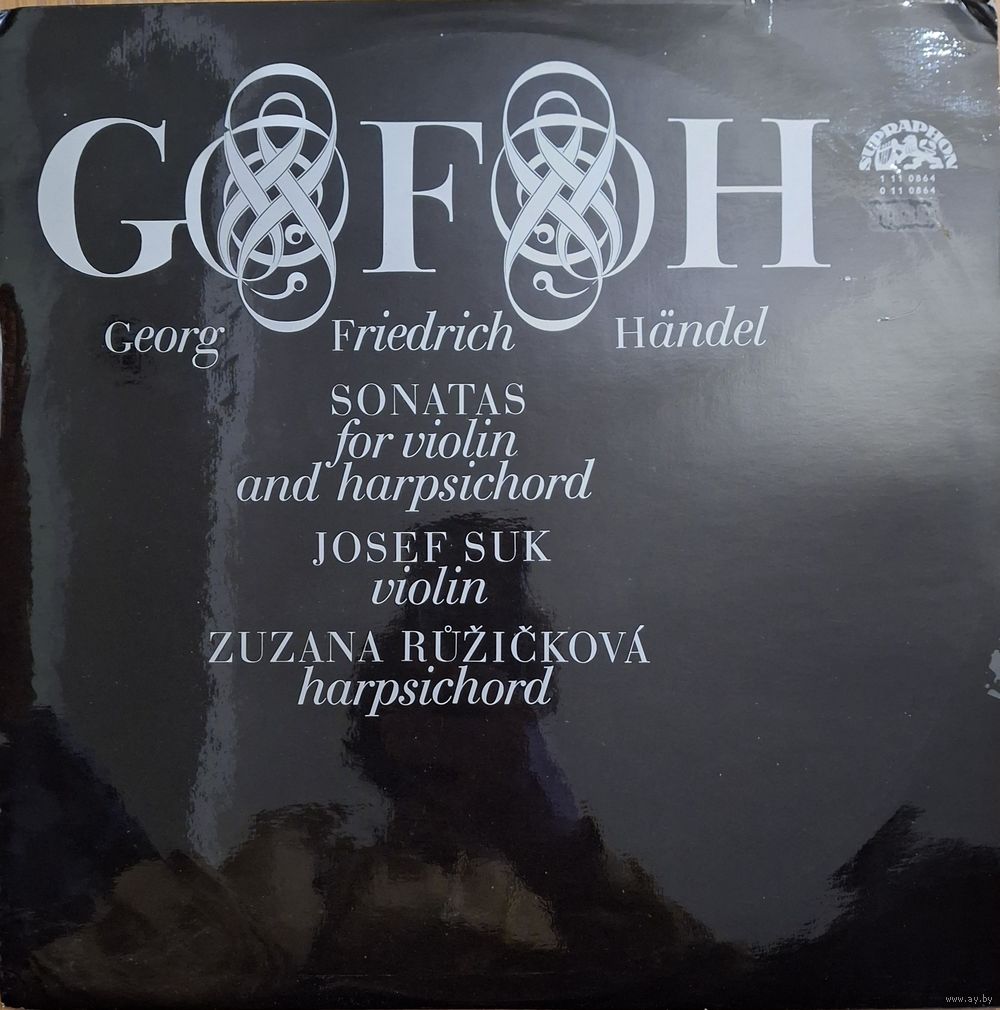 G F H
SUPRAPHON
1 11 0864
0 11 0864
Georg Friedrich Händel
SONATAS
for violin
and harpsichord
JOSEF SUK
violin
ZUZANA RŮŽIČKOVÁ
harpsichord
www.ay.by